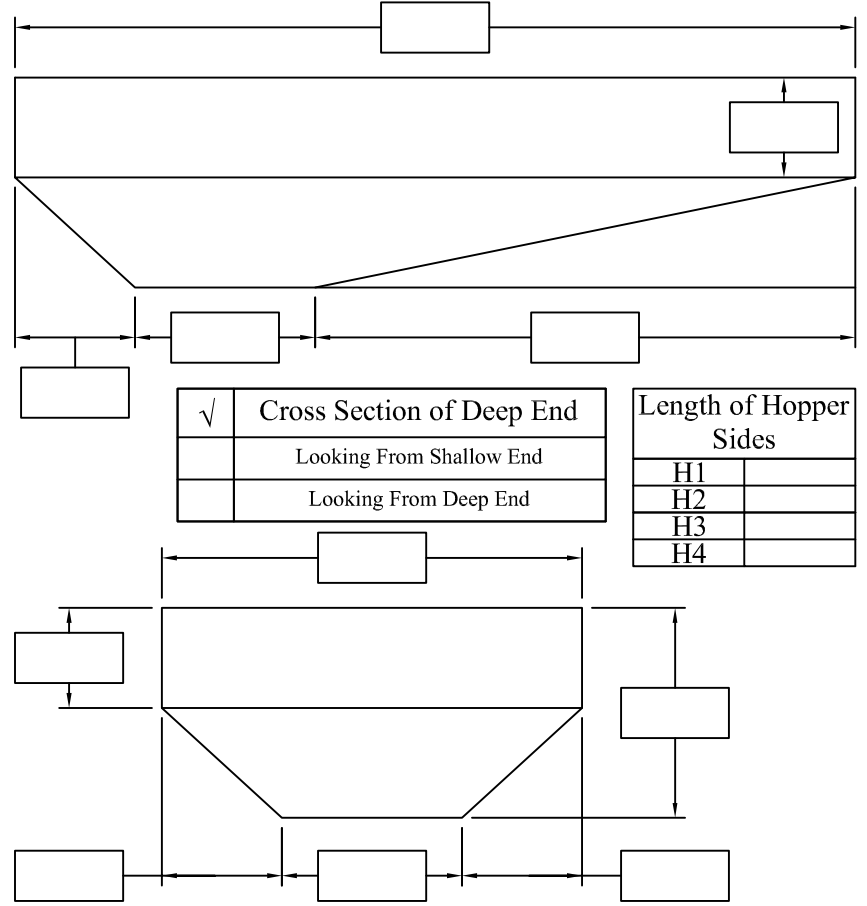 √ Cross Section of Deep End
Looking From Shallow End
Looking From Deep End
Length of Hopper
Sides
H1
H2
H3
H4